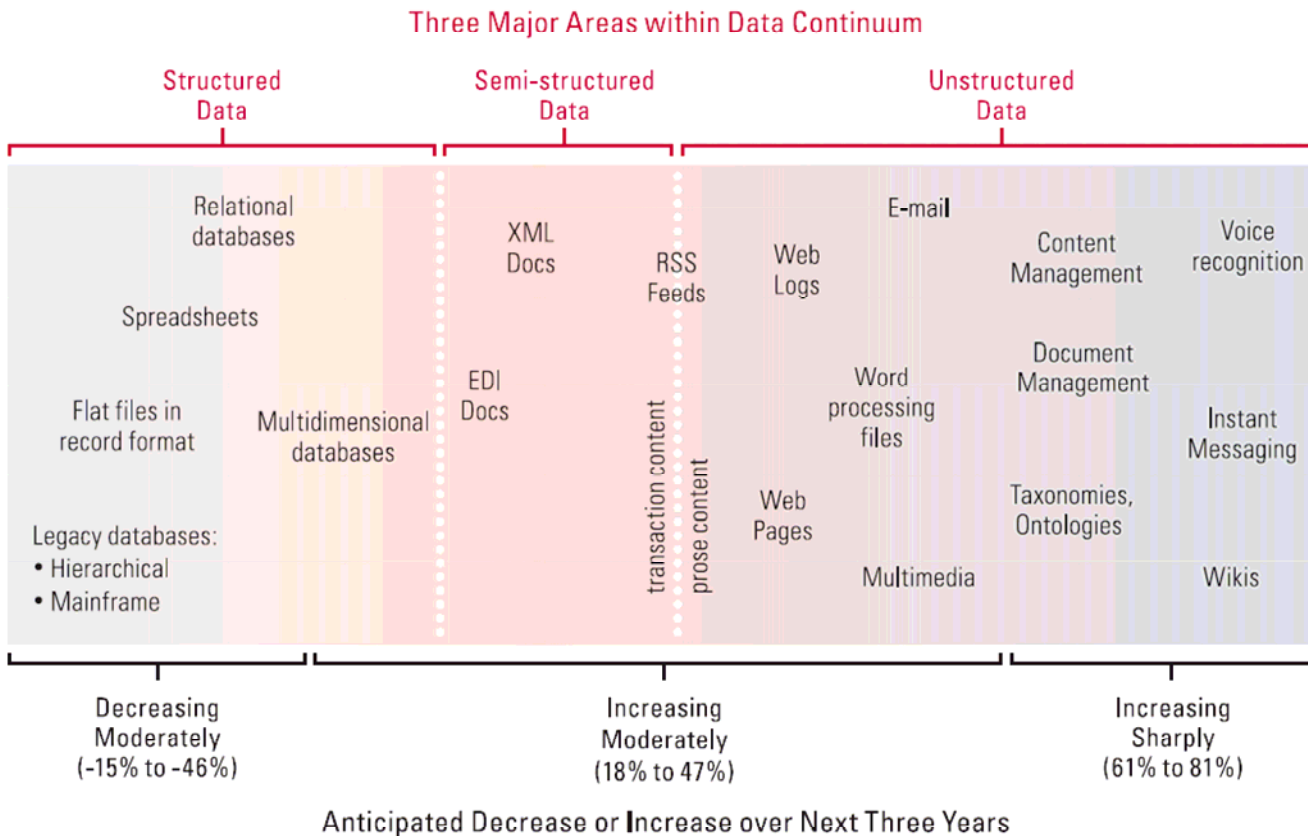 Three Major Areas within Data Continuum
Structured
Data
Semi-structured
Data
Unstructured
Data
Relational
databases
Spreadsheets
Flat files in
record format
Multidimensional
databases
Legacy databases:
• Hierarchical
• Mainframe
XML
Docs
RSS
Feeds
EDI
Docs
transaction content
prose content
E-mail
Web
Logs
Content
Management
Voice
recognition
Word
processing
files
Document
Management
Instant
Messaging
Web
Pages
Taxonomies,
Ontologies
Multimedia
Wikis
Decreasing
Moderately
(-15% to -46%)
Increasing
Moderately
(18% to 47%)
Increasing
Sharply
(61% to 81%)
Anticipated Decrease or Increase over Next Three Years